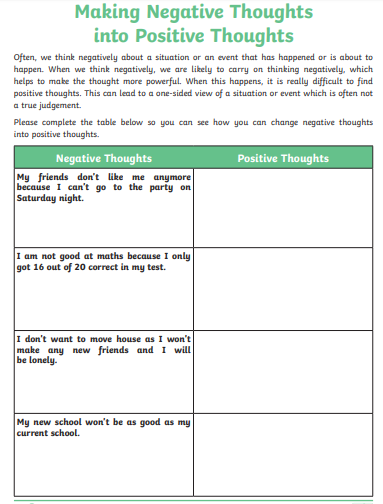 Making Negative Thoughts
into Positive Thoughts
Often, we think negatively about a situation or an event that has happened or is about to
happen. When we think negatively, we are likely to carry on thinking negatively, which
helps to make the thought more powerful. When this happens, it is really difficult to find
positive thoughts. This can lead to a one-sided view of a situation or event which is often not
a true judgement.
Please complete the table below so you can see how you can change negative thoughts
into positive thoughts.
Negative Thoughts
Positive Thoughts
My friends don't like me anymore
because I can't go to the party on
Saturday night.
I am not good at maths because I only
got 16 out of 20 correct in my test.
I don't want to move house as I won't
make any new friends and I will
be lonely.
My new school won't be as good as my
current school.